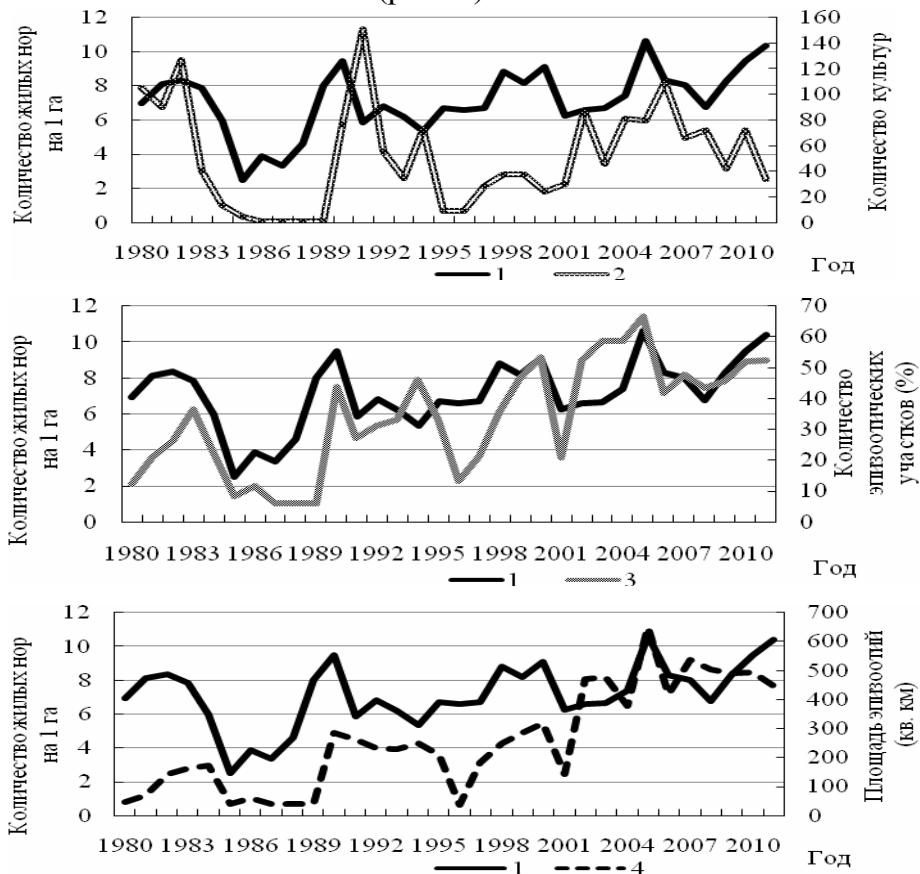 12
10
8
6
4
2
0
Количество жилых нор
на 1 га
160
140
120
100
80
60
40
20
0
Количество культур
1980 1983 1986 1989 1992 1995 1998 2001 2004 2007 2010
Год
1 2
12
10
8
6
4
2
0
Количество жилых нор
на 1 га
70
60
50
40
30
20
10
0
Количество
эпизоотических
участков (%)
1980 1983 1986 1989 1992 1995 1998 2001 2004 2007 2010
Год
1 3
12
10
8
6
4
2
0
Количество жилых нор
на 1 га
700
600
500
400
300
200
100
0
Площадь эпизоотий
(кв. км)
1980 1983 1986 1989 1992 1995 1998 2001 2004 2007 2010
Год
1 4